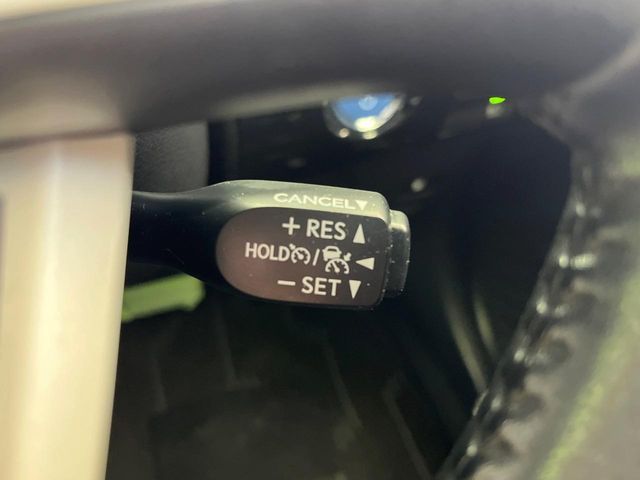 CANCEL▼
+ RES ▲
HOLD / ◀
− SET ▼